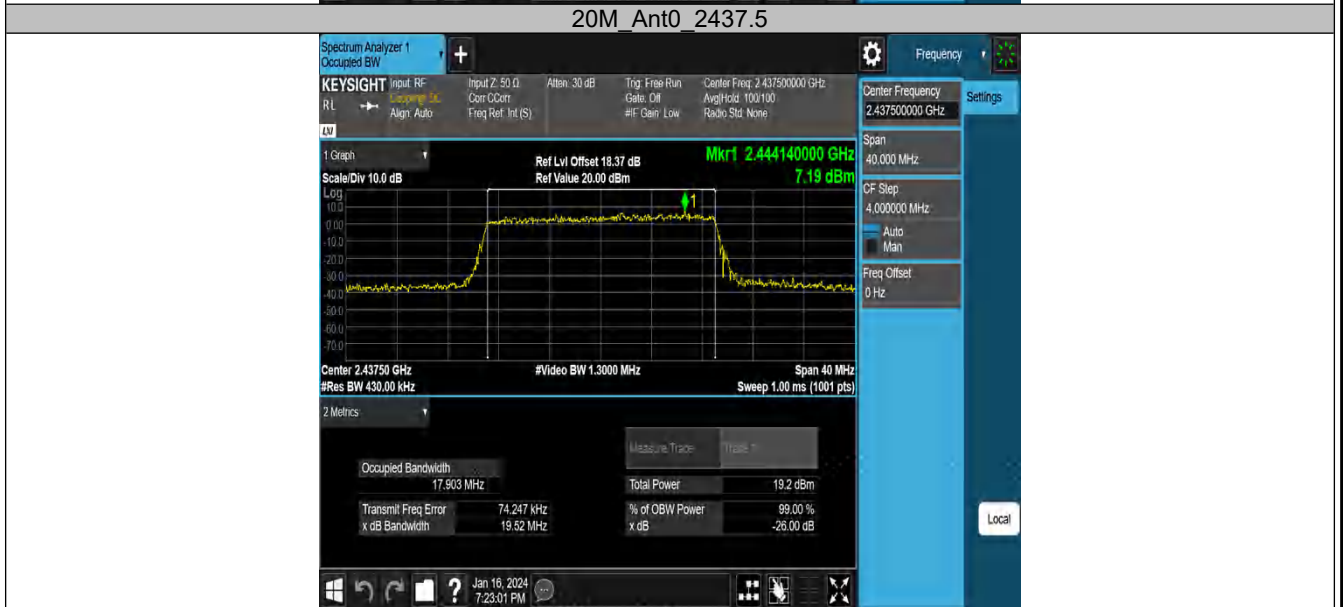 20M_Ant0_2437.5
Spectrum Analyzer 1
Occupied BW
+
Frequency
KEYSIGHT
Input: RF
Coupling: DC
Align: Auto
RL
LXI
Input Z: 50 Ω
Corr CCorr
Freq Ref: Int (S)
Atten: 30 dB
Trig: Free Run
Gate: Off
#IF Gain: Low
Center Freq: 2.437500000 GHz
Avg|Hold: 100/100
Radio Std: None
Center Frequency
2.437500000 GHz
Settings
Span
40.000 MHz
CF Step
4.000000 MHz
Auto
Man
Freq Offset
0 Hz
1 Graph
Scale/Div 10.0 dB
Ref Lvl Offset 18.37 dB
Ref Value 20.00 dBm
Mkr1 2.444140000 GHz
7.19 dBm
Log
10.0
0.00
-10.0
-20.0
-30.0
-40.0
-50.0
-60.0
-70.0
1
Center 2.43750 GHz
#Res BW 430.00 kHz
#Video BW 1.3000 MHz
Span 40 MHz
Sweep 1.00 ms (1001 pts)
2 Metrics
Measure Trace
Trace 1
Occupied Bandwidth
17.903 MHz
Total Power 19.2 dBm
Transmit Freq Error 74.247 kHz
% of OBW Power 99.00 %
x dB Bandwidth 19.52 MHz
x dB -26.00 dB
Local
?
Jan 16, 2024
7:23:01 PM